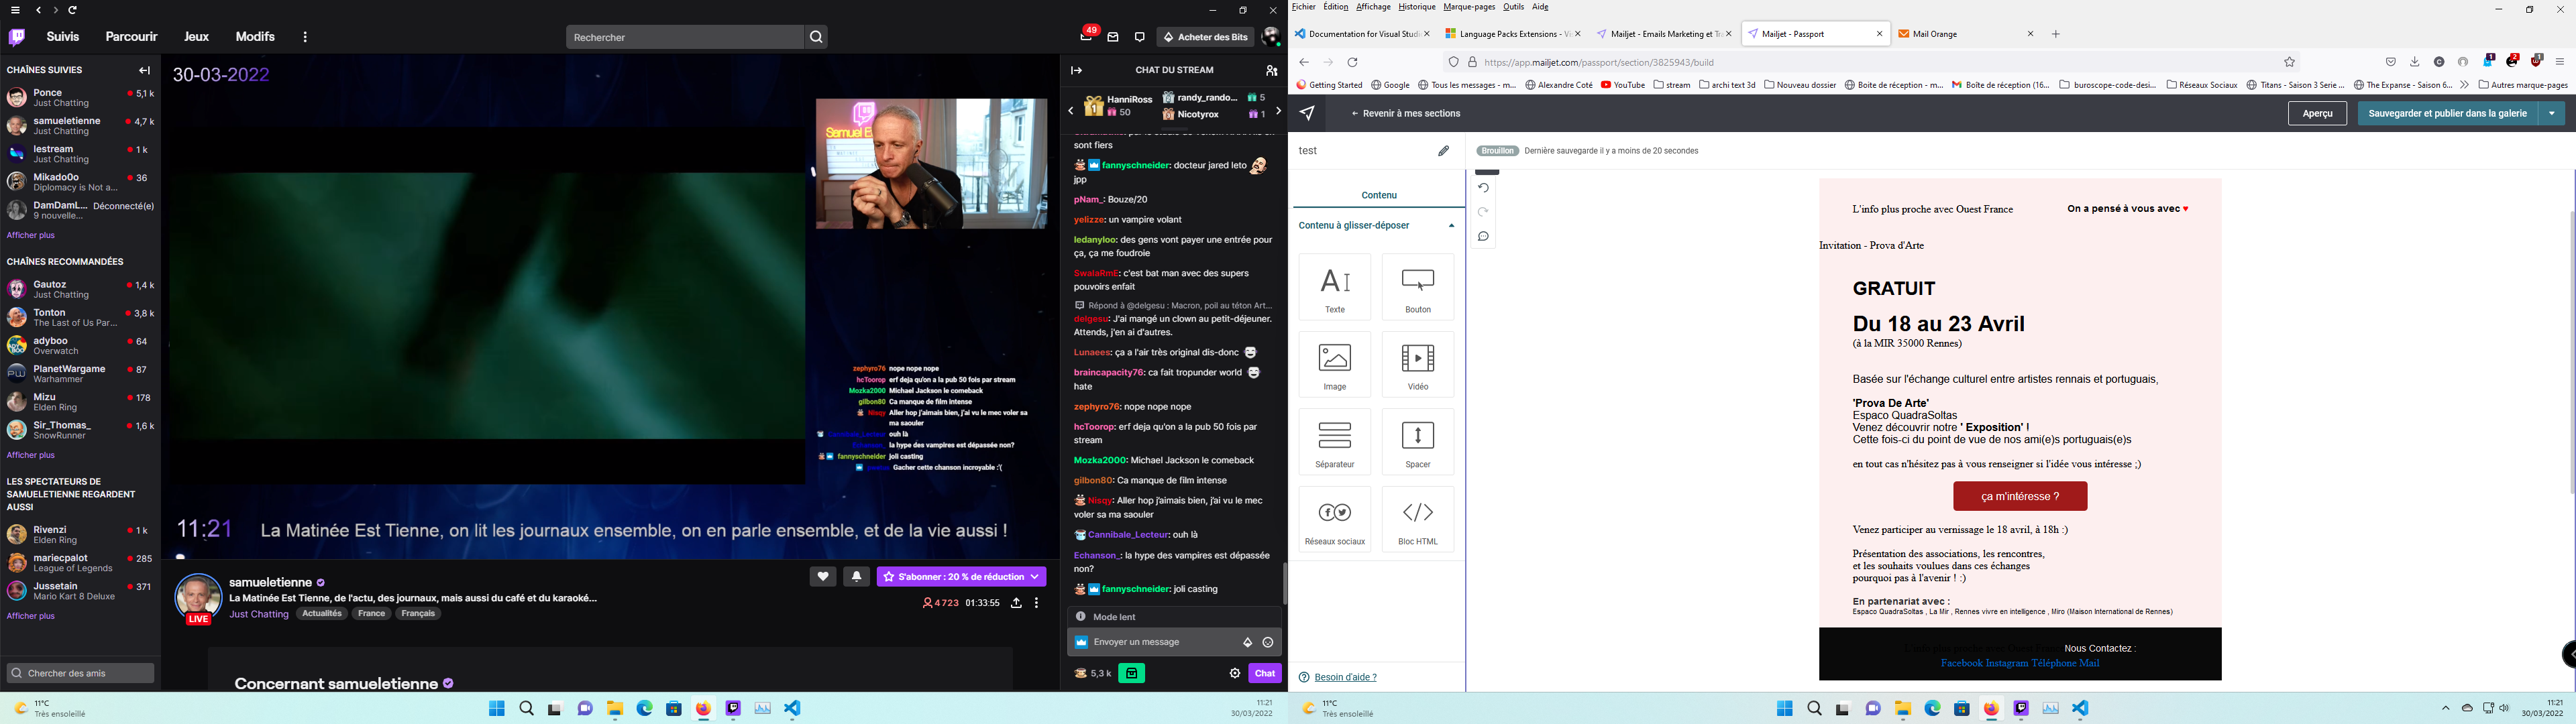 Suivis
Parcourir
Jeux
Modifs
Rechercher
49
Acheter des Bits
CHAÎNES SUIVIES
Ponce
5,1 k
Just Chatting
samueletienne
4,7 k
Just Chatting
lestream
1 k
Just Chatting
Mikado0o
36
Diplomacy is Not a...
DamDamL...
Déconnecté(e)
9 nouvelle...
Afficher plus
CHAÎNES RECOMMANDÉES
Gautoz
1,4 k
Just Chatting
Tonton
3,8 k
The Last of Us Par...
adyboo
64
Overwatch
PlanetWargame
87
Warhammer
Mizu
178
Elden Ring
Sir_Thomas_
1,6 k
SnowRunner
Afficher plus
LES SPECTATEURS DE
SAMUELETIENNE REGARDENT
AUSSI
Rivenzi
1 k
Elden Ring
mariecpalot
285
League of Legends
Jussetain
371
Mario Kart 8 Deluxe
Afficher plus
Chercher des amis
30-03-2022
zephyro76 nope nope nope
hcToorop erf deja qu'on a la pub 50 fois par stream
Mozka2000 Michael Jackson le comeback
gilbon80 Ca manque de film intense
Nisqy Aller hop j'aimais bien, j'ai vu le mec voler sa
ma saouler
Cannibale_Lecteur ouh là
la hype des vampires est dépassée non?
fannyschneider joli casting
Gacher cette chanson incroyable :'(
11:21
La Matinée Est Tienne, on lit les journaux ensemble, on en parle ensemble, et de la vie aussi !
LIVE
samueletienne
La Matinée Est Tienne, de l'actu, des journaux, mais aussi du café et du karaoké...
Just Chatting
Actualités
France
Français
S'abonner : 20 % de réduction
4 723
01:33:55
Concernant samueletienne
CHAT DU STREAM
HanniRoss
50
randy_rando...
5
Nicotyrox
1
sont fiers
fannyschneider: docteur jared leto
jpp
pNam_: Bouze/20
yelizze: un vampire volant
ledanyloo: des gens vont payer une entrée pour
ça, ça me foudroie
SwalaRmE: c'est bat man avec des supers
pouvoirs enfait
Répond à @delgesu : Macron, poil au téton Art...
delgesu: J'ai mangé un clown au petit-déjeuner.
Attends, j'en ai d'autres.
Lunaees: ça a l'air très original dis-donc
braincapacity76: ca fait tropunder world
hate
zephyro76: nope nope nope
hcToorop: erf deja qu'on a la pub 50 fois par
stream
Mozka2000: Michael Jackson le comeback
gilbon80: Ca manque de film intense
Nisqy: Aller hop j'aimais bien, j'ai vu le mec
voler sa ma saouler
Cannibale_Lecteur: ouh là
Echanson_: la hype des vampires est dépassée
non?
fannyschneider: joli casting
Mode lent
Envoyer un message
5,3 k
Chat
Fichier Édition Affichage Historique Marque-pages Outils Aide
Documentation for Visual Studi
Language Packs Extensions - Vi
Mailjet - Emails Marketing et Tra
Mailjet - Passport
Mail Orange
https://app.mailjet.com/passport/section/3825943/build
Getting Started
Google
Tous les messages - m...
Alexandre Coté
YouTube
stream
archi text 3d
Nouveau dossier
Boite de réception - m...
Boîte de réception (16...
buroscope-code-desi...
Réseaux Sociaux
Titans - Saison 3 Serie ...
The Expanse - Saison 6...
Autres marque-pages
Revenir à mes sections
Aperçu
Sauvegarder et publier dans la galerie
test
Brouillon
Dernière sauvegarde il y a moins de 20 secondes
Contenu
Contenu à glisser-déposer
Texte
Bouton
Image
Vidéo
Séparateur
Spacer
Réseaux sociaux
Bloc HTML
Besoin d'aide ?
L'info plus proche avec Ouest France
On a pensé à vous avec ♥
Invitation - Prova d'Arte
GRATUIT
Du 18 au 23 Avril
(à la MIR 35000 Rennes)
Basée sur l'échange culturel entre artistes rennais et portuguais,
'Prova De Arte'
Espaco QuadraSoltas
Venez découvrir notre ' Exposition' !
Cette fois-ci du point de vue de nos ami(e)s portuguais(e)s
en tout cas n'hésitez pas à vous renseigner si l'idée vous intéresse ;)
ça m'intéresse ?
Venez participer au vernissage le 18 avril, à 18h :)
Présentation des associations, les rencontres,
et les souhaits voulues dans ces échanges
pourquoi pas à l'avenir ! :)
En partenariat avec :
Espaco QuadraSoltas , La Mir , Rennes vivre en intelligence , Miro (Maison International de Rennes)
L'info plus proche avec Ouest France
Nous Contactez :
Facebook Instagram Téléphone Mail
11°C
Très ensoleillé
11:21
30/03/2022
11°C
Très ensoleillé
11:21
30/03/2022